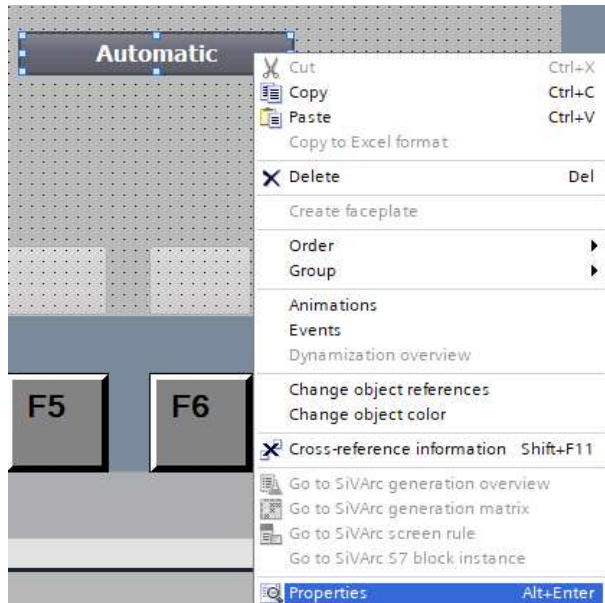 Automatic
Cut Ctrl+X
Copy Ctrl+C
Paste Ctrl+V
Copy to Excel format
Delete Del
Create faceplate
Order
Group
Animations
Events
Dynamization overview
Change object references
Change object color
Cross-reference information Shift+F11
Go to SiVArc generation overview
Go to SiVArc generation matrix
Go to SiVArc screen rule
Go to SiVArc S7 block instance
Properties Alt+Enter
F5 F6